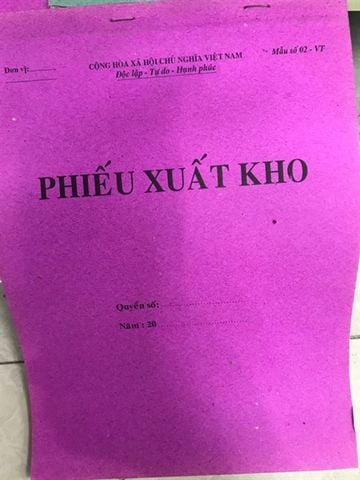 CỘNG HÒA XÃ HỘI CHỦ NGHĨA VIỆT NAM
Độc lập - Tự do - Hạnh phúc
Đơn vị:............
Mẫu số 02 - VT
PHIẾU XUẤT KHO
Quyển số:..............................
Năm : 20..............................